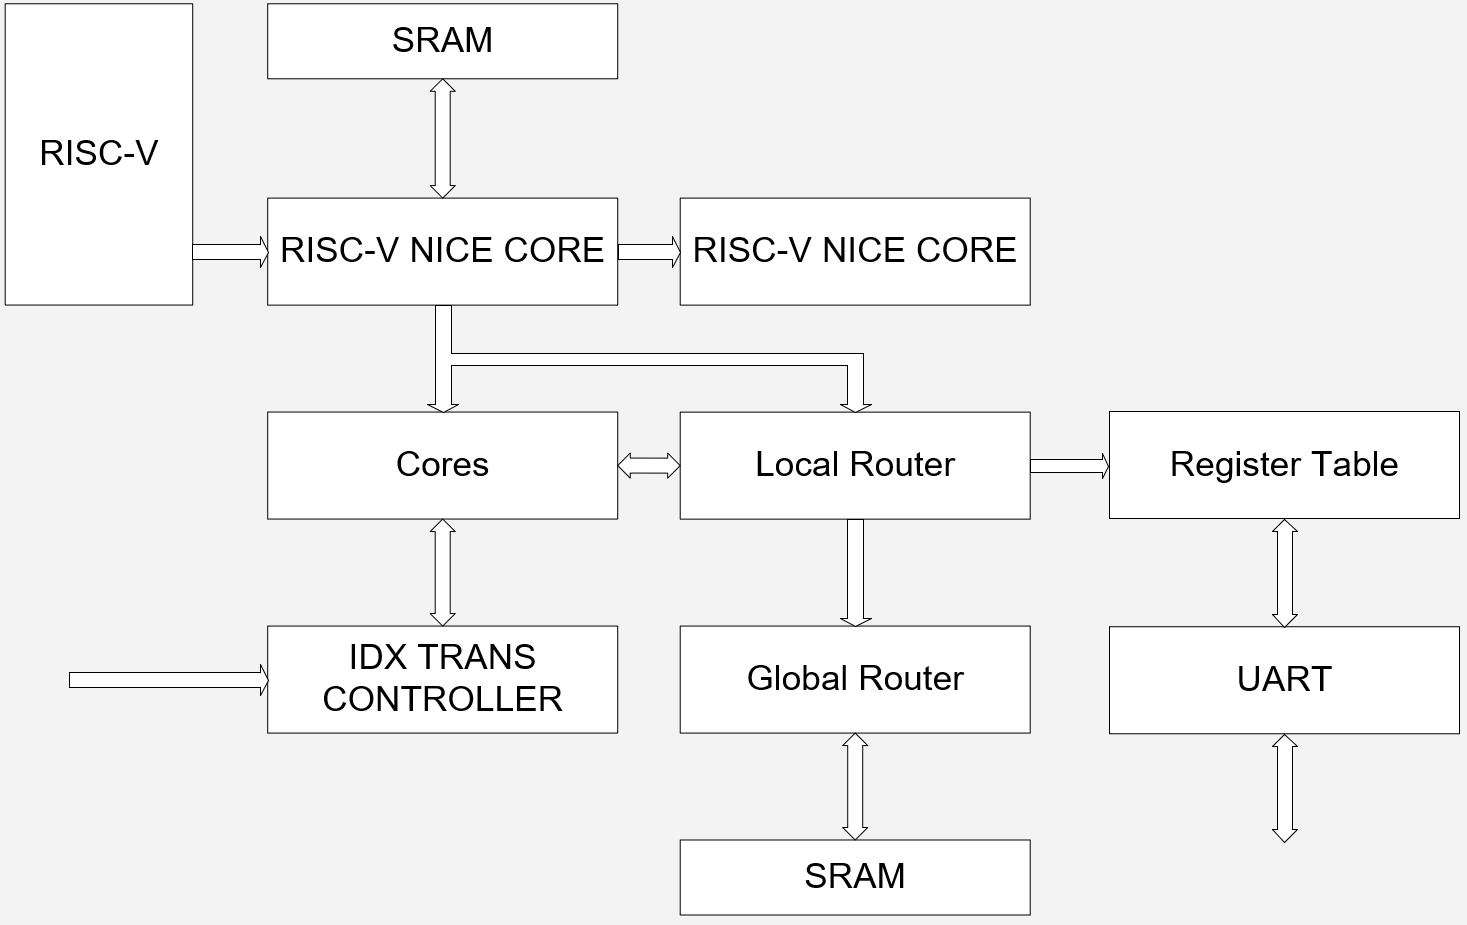 SRAM
RISC-V
RISC-V NICE CORE
RISC-V NICE CORE
Cores
Local Router
Register Table
IDX TRANS
CONTROLLER
Global Router
UART
SRAM